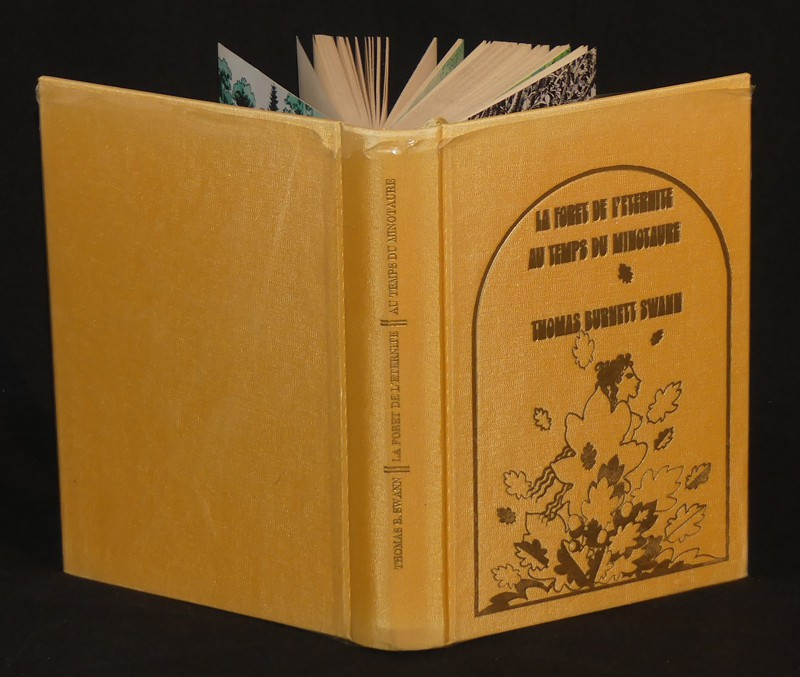 THOMAS B. SWANN || LA FORET DE L'ETERNITE || AU TEMPS DU MINOTAURE
LA FORET DE L'ETERNITE
AU TEMPS DU MINOTAURE
THOMAS BURNETT SWANN